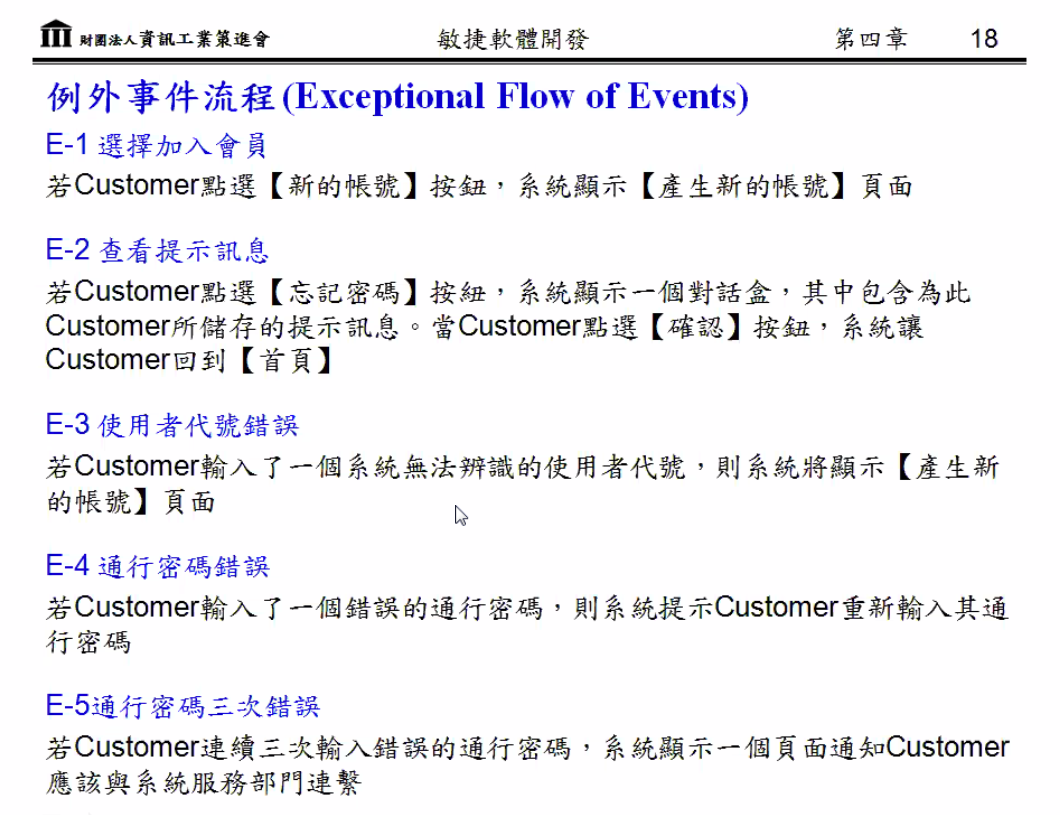 財團法人資訊工業策進會 敏捷軟體開發 第四章 18
例外事件流程(Exceptional Flow of Events)
E-1 選擇加入會員
若Customer點選【新的帳號】按鈕，系統顯示【產生新的帳號】頁面
E-2 查看提示訊息
若Customer點選【忘記密碼】按紐，系統顯示一個對話盒，其中包含為此
Customer所儲存的提示訊息。當Customer點選【確認】按鈕，系統讓
Customer回到【首頁】
E-3 使用者代號錯誤
若Customer輸入了一個系統無法辨識的使用者代號，則系統將顯示【產生新
的帳號】頁面
E-4 通行密碼錯誤
若Customer輸入了一個錯誤的通行密碼，則系統提示Customer重新輸入其通
行密碼
E-5通行密碼三次錯誤
若Customer連續三次輸入錯誤的通行密碼，系統顯示一個頁面通知Customer
應該與系統服務部門連繫